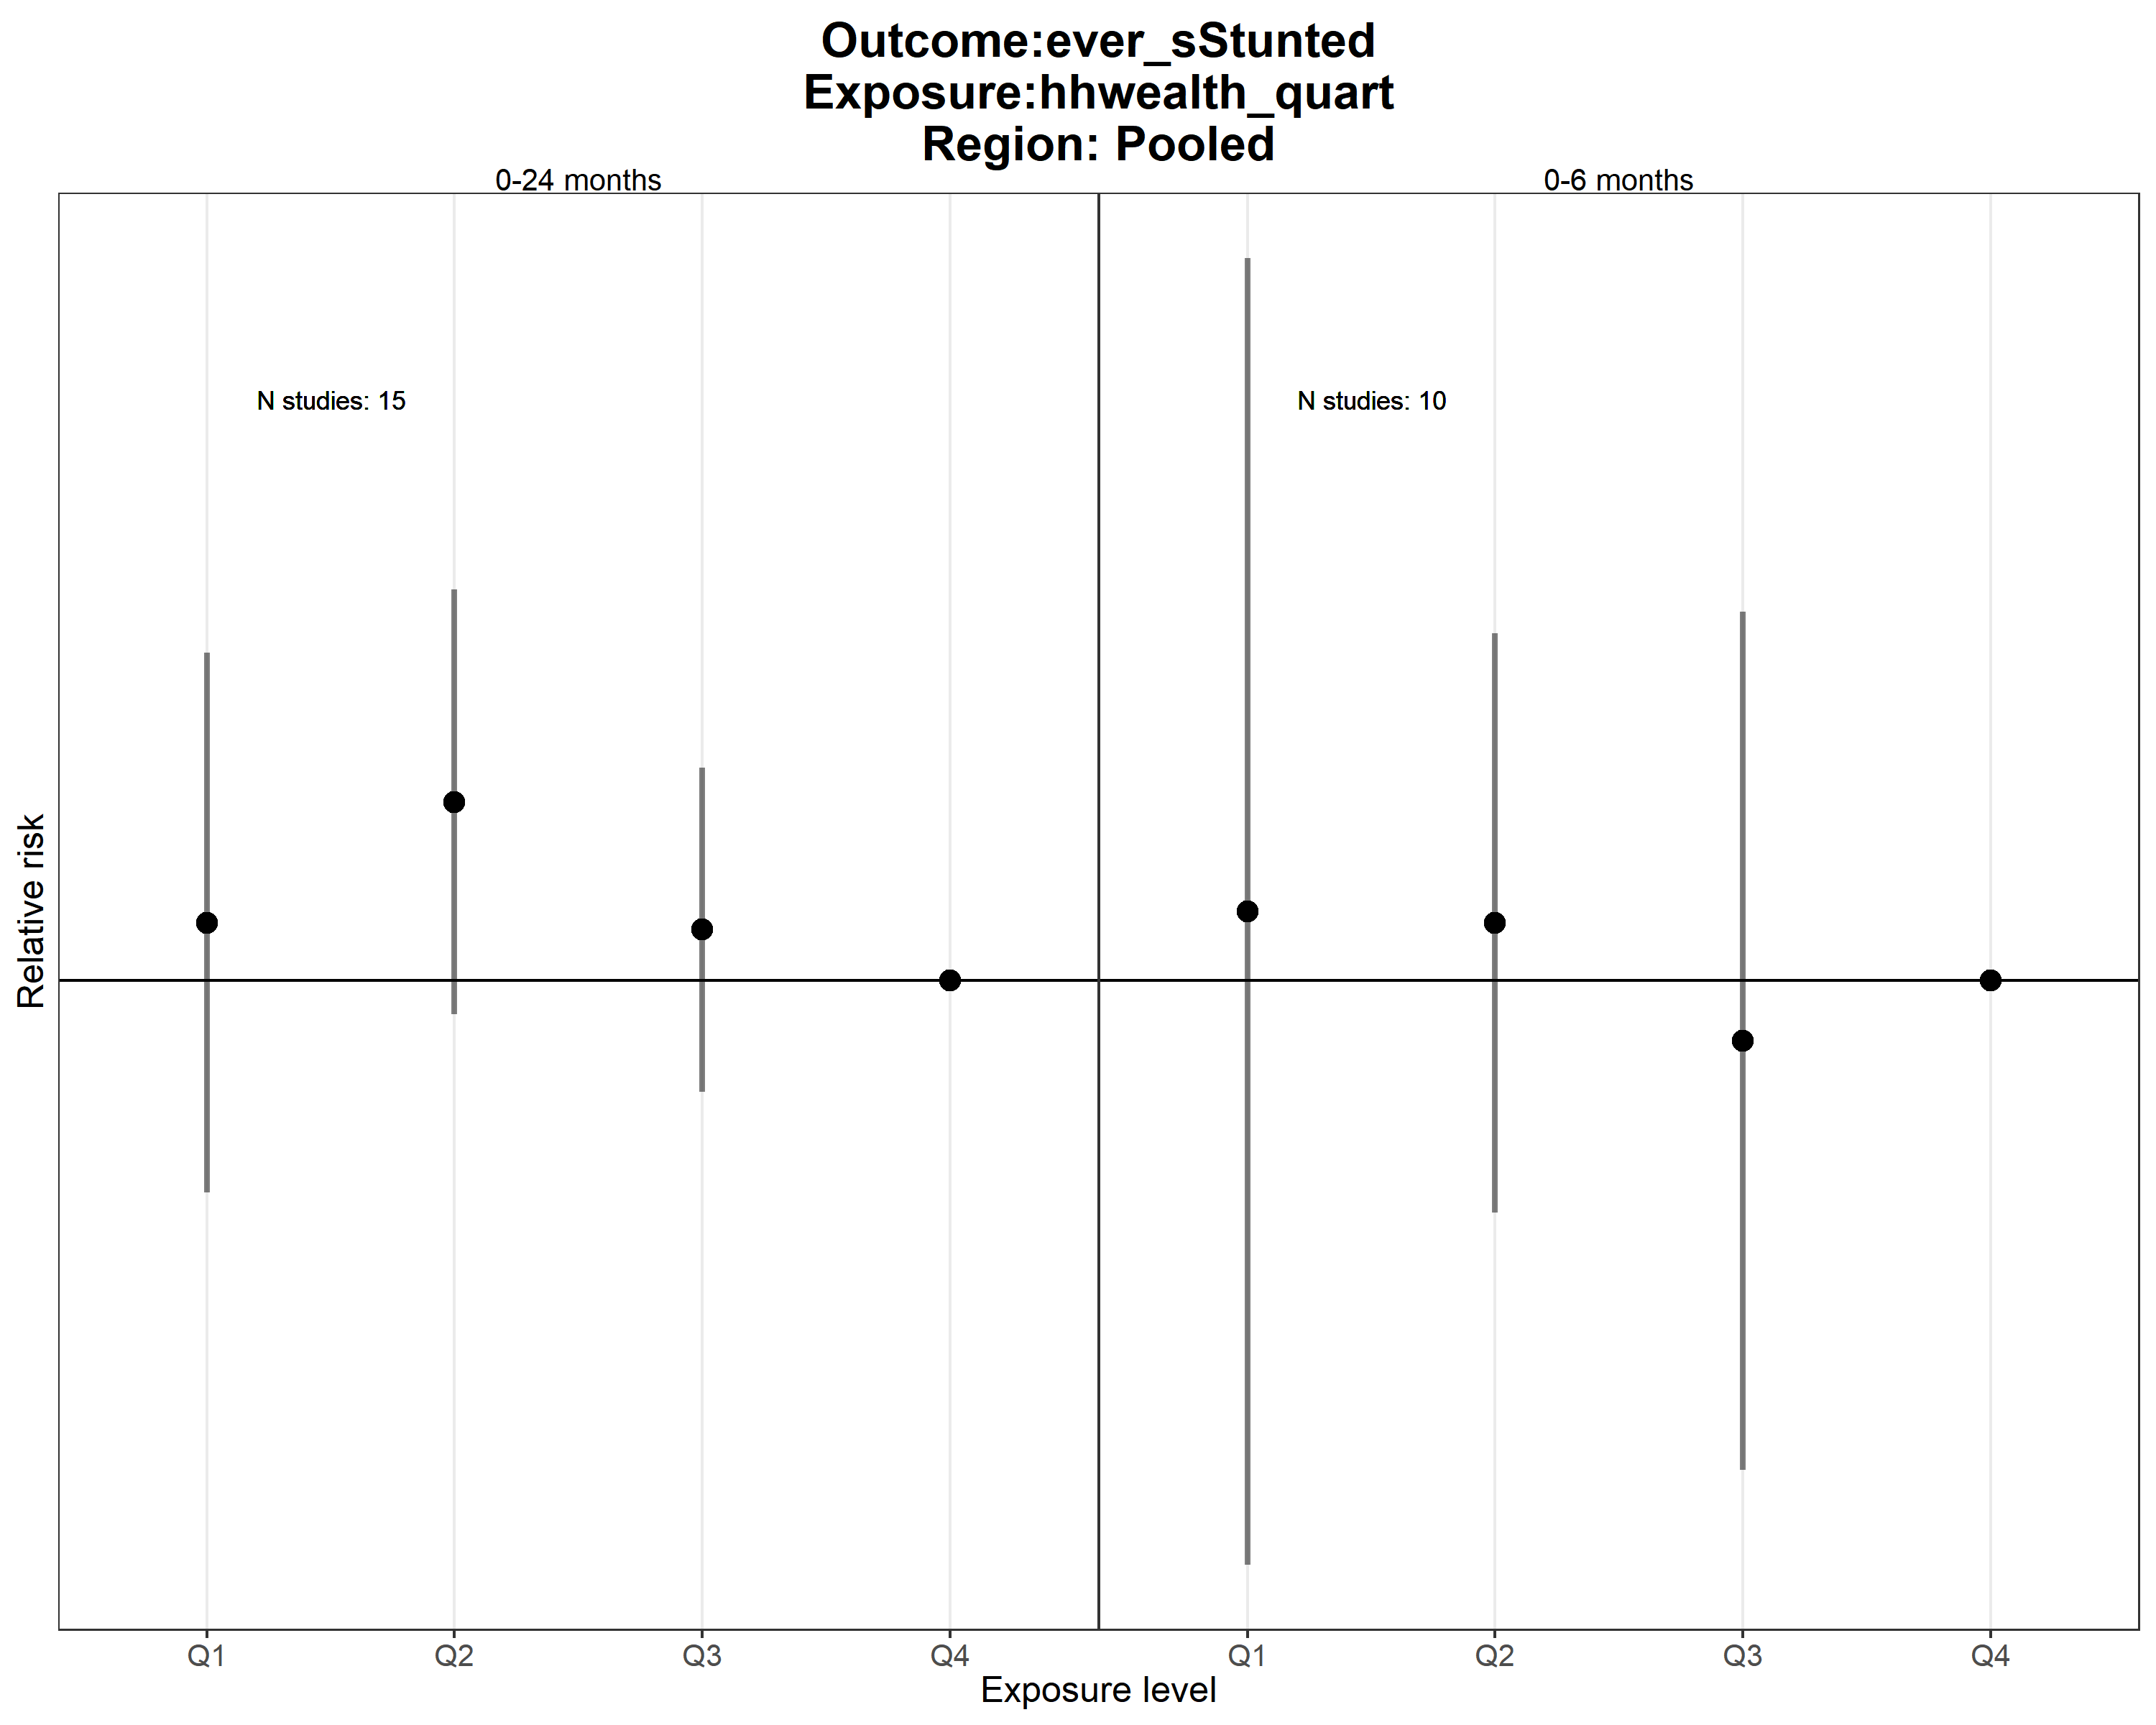 Outcome:ever_sStunted
Exposure:hhwealth_quart
Region: Pooled
0-24 months
0-6 months
N studies: 15
N studies: 10
Relative risk
Q1 Q2 Q3 Q4 Q1 Q2 Q3 Q4
Exposure level